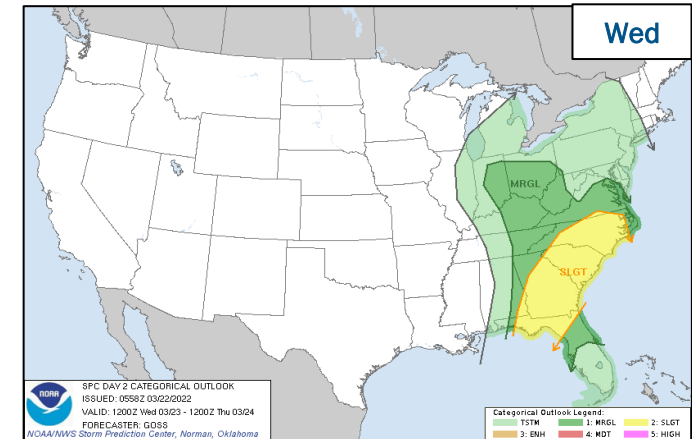 Wed
MRGL
SLGT
NOAA
SPC DAY 2 CATEGORICAL OUTLOOK
ISSUED: 0558Z 03/22/2022
VALID: 1200Z Wed 03/23 - 1200Z Thu 03/24
FORECASTER: GOSS
NOAA/NWS Storm Prediction Center, Norman, Oklahoma
Categorical Outlook Legend:
TSTM 1: MRGL 2: SLGT
3: ENH 4: MDT 5: HIGH